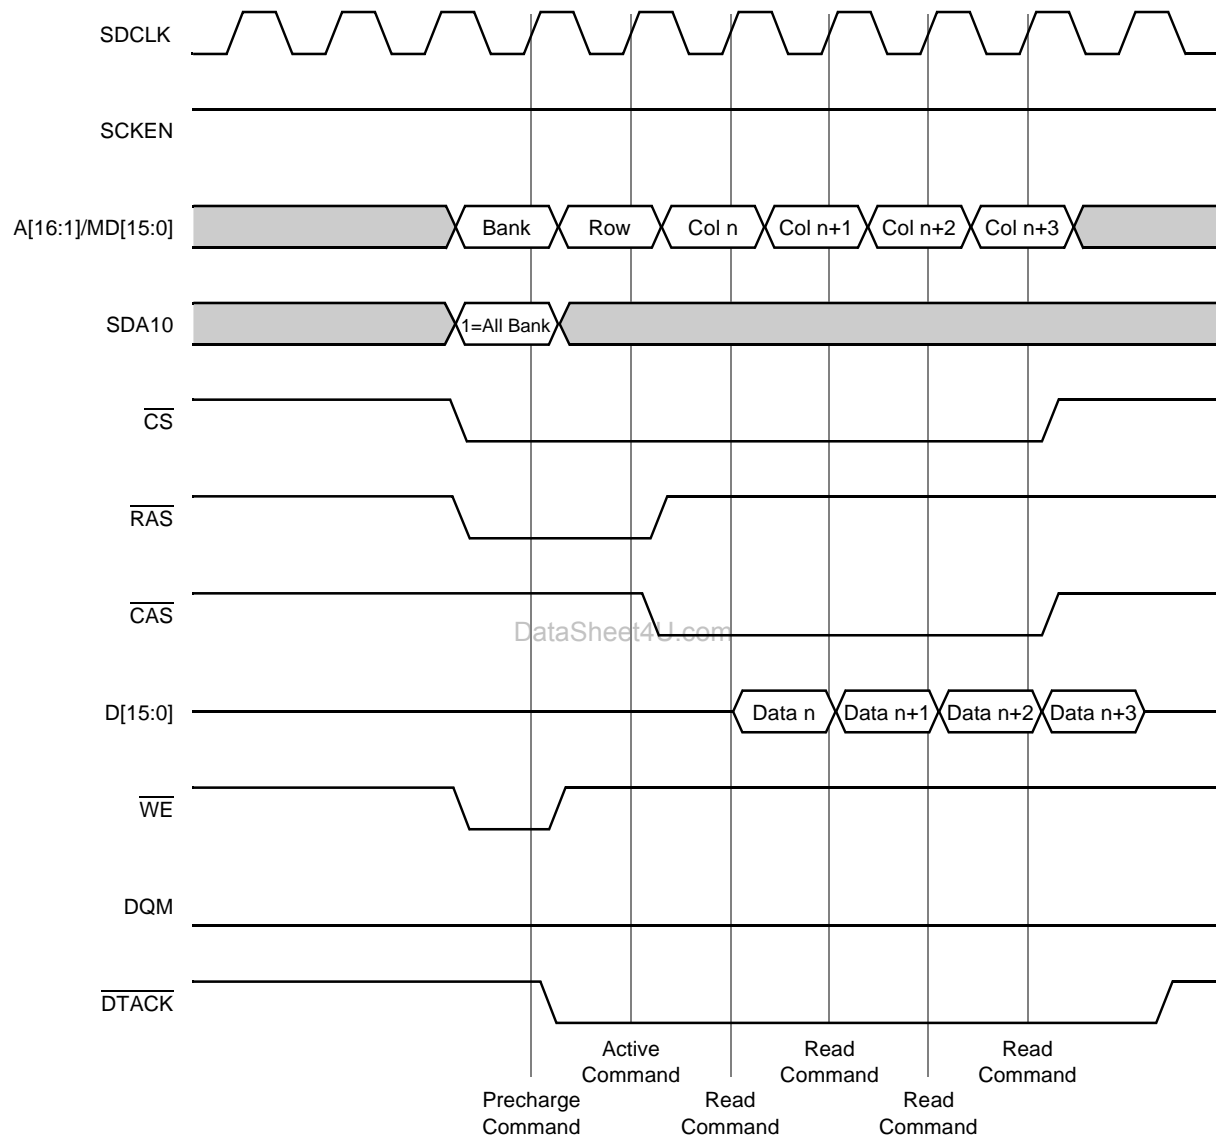 SDCLK
SCKEN
A[16:1]/MD[15:0]
Bank
Row
Col n
Col n+1
Col n+2
Col n+3
SDA10
1=All Bank
CS
RAS
CAS
DataSheet4U.com
D[15:0]
Data n
Data n+1
Data n+2
Data n+3
WE
DQM
DTACK
Active
Command
Read
Command
Read
Command
Precharge
Command
Read
Command
Read
Command